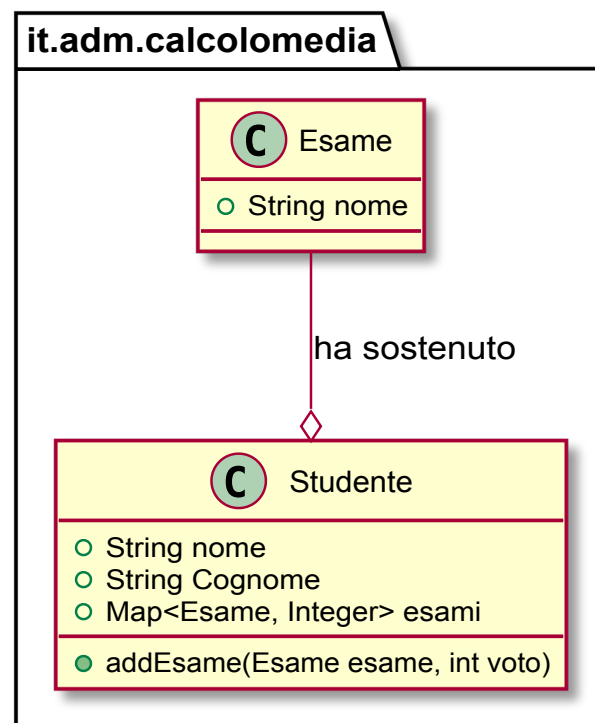 it.adm.calcolomedia
C Esame
String nome
ha sostenuto
C Studente
String nome
String Cognome
Map<Esame, Integer> esami
addEsame(Esame esame, int voto)